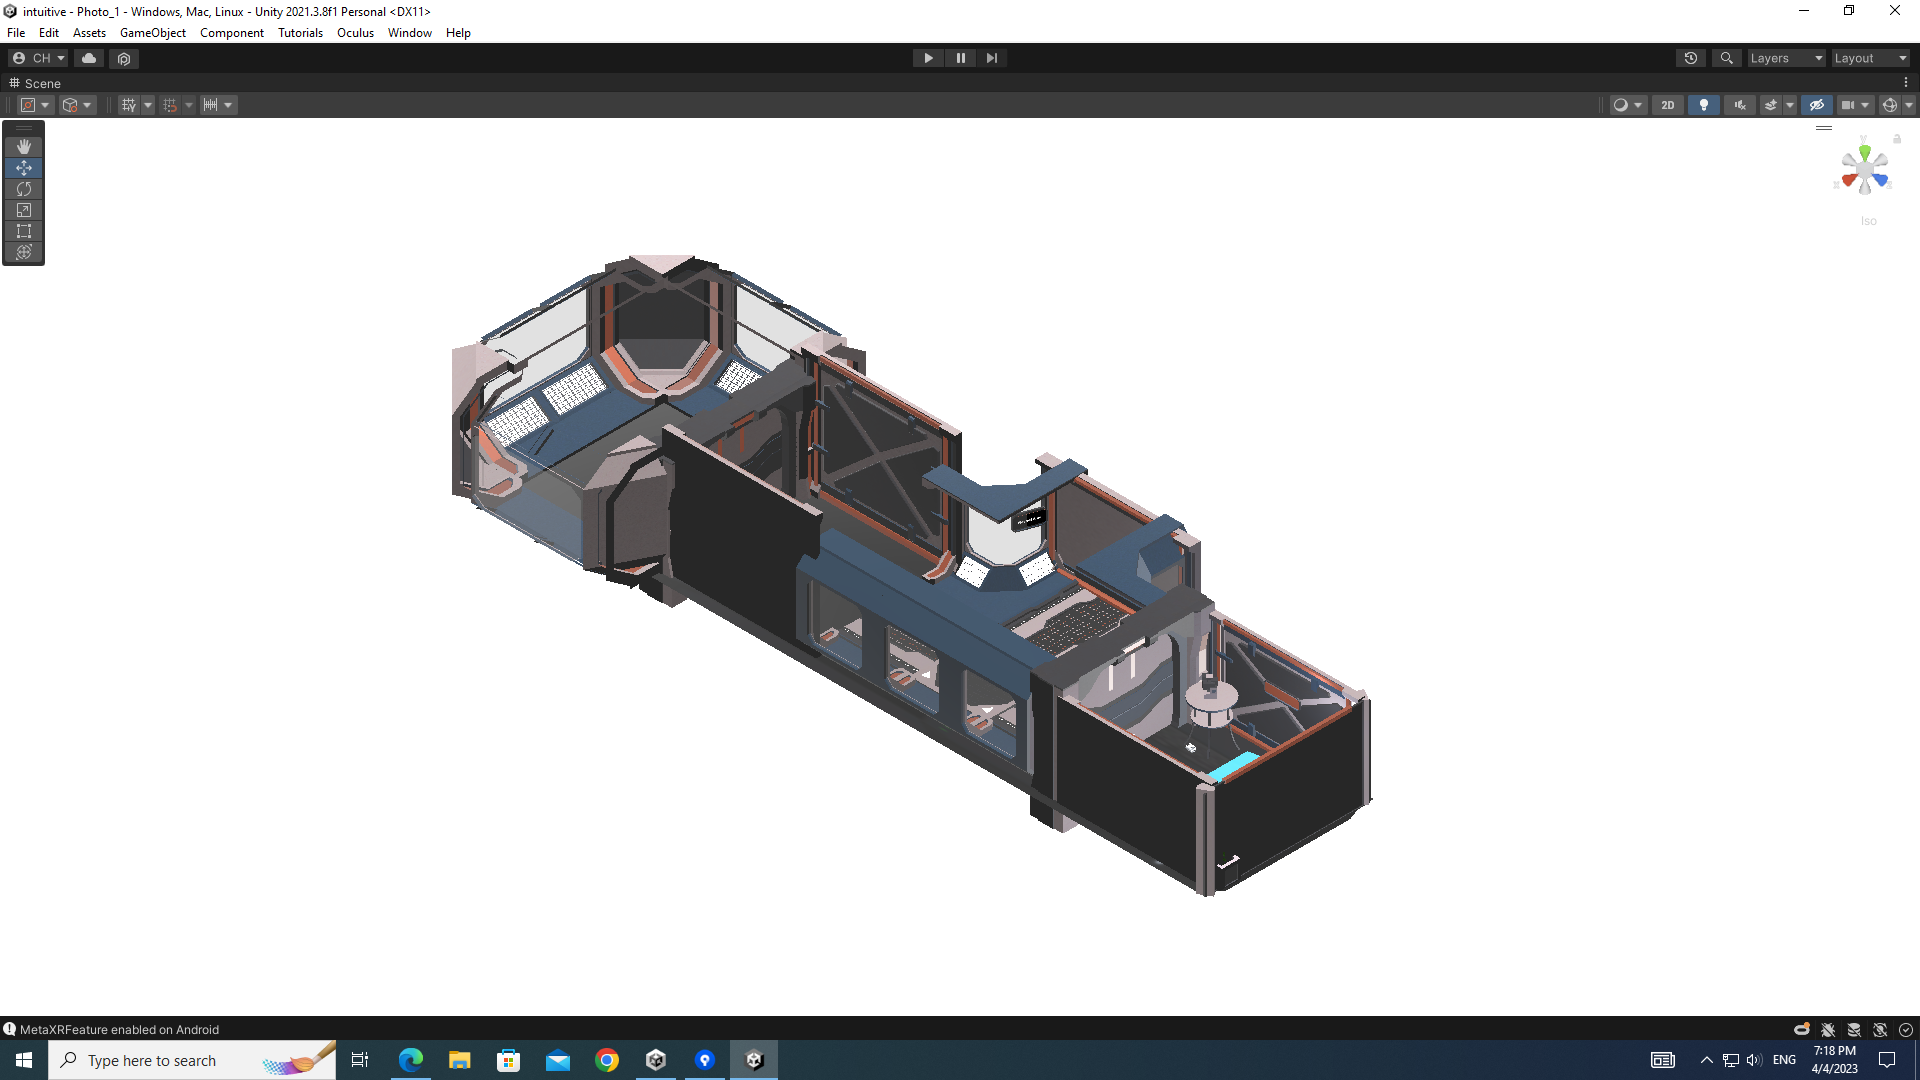 intuitive - Photo_1 - Windows, Mac, Linux - Unity 2021.3.8f1 Personal <DX11>
File Edit Assets GameObject Component Tutorials Oculus Window Help
CH Layers Layout
Scene
2D
Y
X Z
Iso
MetaXRFeature enabled on Android
Type here to search
ENG
7:18 PM
4/4/2023